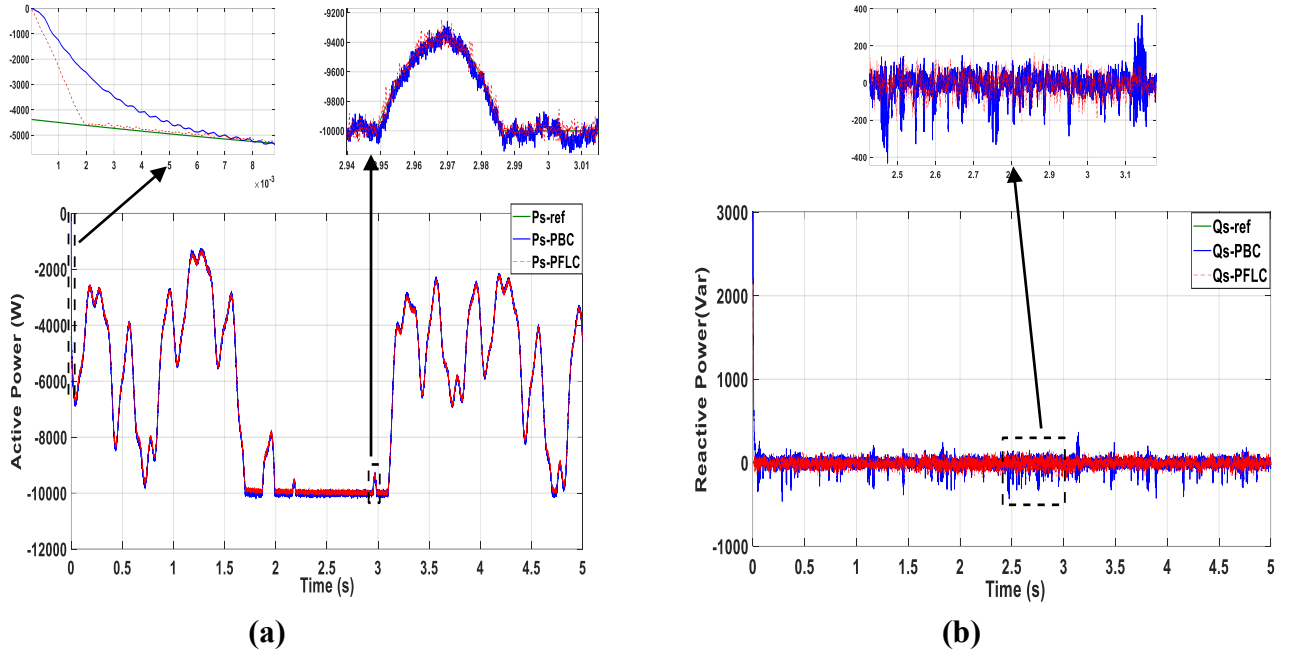 0
-1000
-2000
-3000
-4000
-5000
1 2 3 4 5 6 7 8
×10-3
-9200
-9400
-9600
-9800
-10000
2.94 2.95 2.96 2.97 2.98 2.99 3 3.01
Active Power (W)
0
-2000
-4000
-6000
-8000
-10000
-12000
Ps-ref
Ps-PBC
Ps-PFLC
0 0.5 1 1.5 2 2.5 3 3.5 4 4.5 5
Time (s)
(a)
400
200
0
-200
-400
2.5 2.6 2.7 2.8 2.9 3 3.1
Reactive Power(Var)
3000
2000
1000
0
-1000
Qs-ref
Qs-PBC
Qs-PFLC
0 0.5 1 1.5 2 2.5 3 3.5 4 4.5 5
Time (s)
(b)